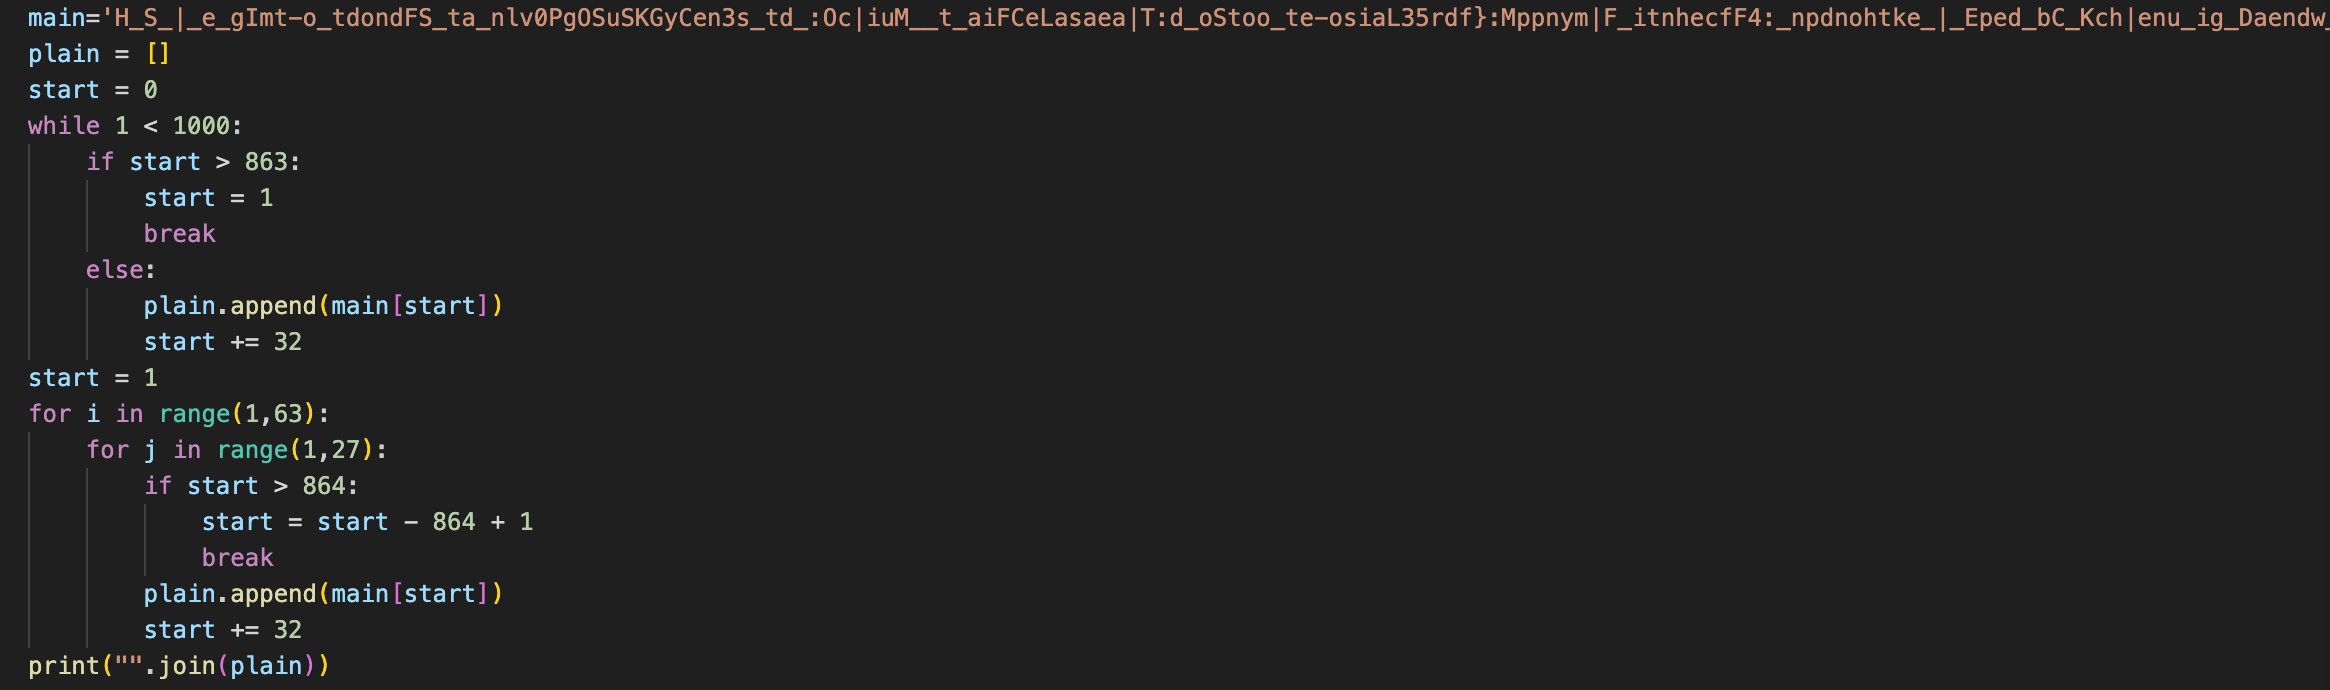 main='H_S_|_e_gImt-o_tdondFS_ta_nlv0PgOSuSKGyCen3s_td_:Oc|iuM__t_aiFCeLasaea|T:d_oStoo_te-osiaL35rdf}:Mppnym|F_itnhecfF4:_npdnohtke_|_Eped_bC_Kch|enu_ig_Daendw_
plain = []
start = 0
while 1 < 1000:
    if start > 863:
        start = 1
        break
    else:
        plain.append(main[start])
        start += 32
start = 1
for i in range(1,63):
    for j in range(1,27):
        if start > 864:
            start = start - 864 + 1
            break
        plain.append(main[start])
        start += 32
print("".join(plain))